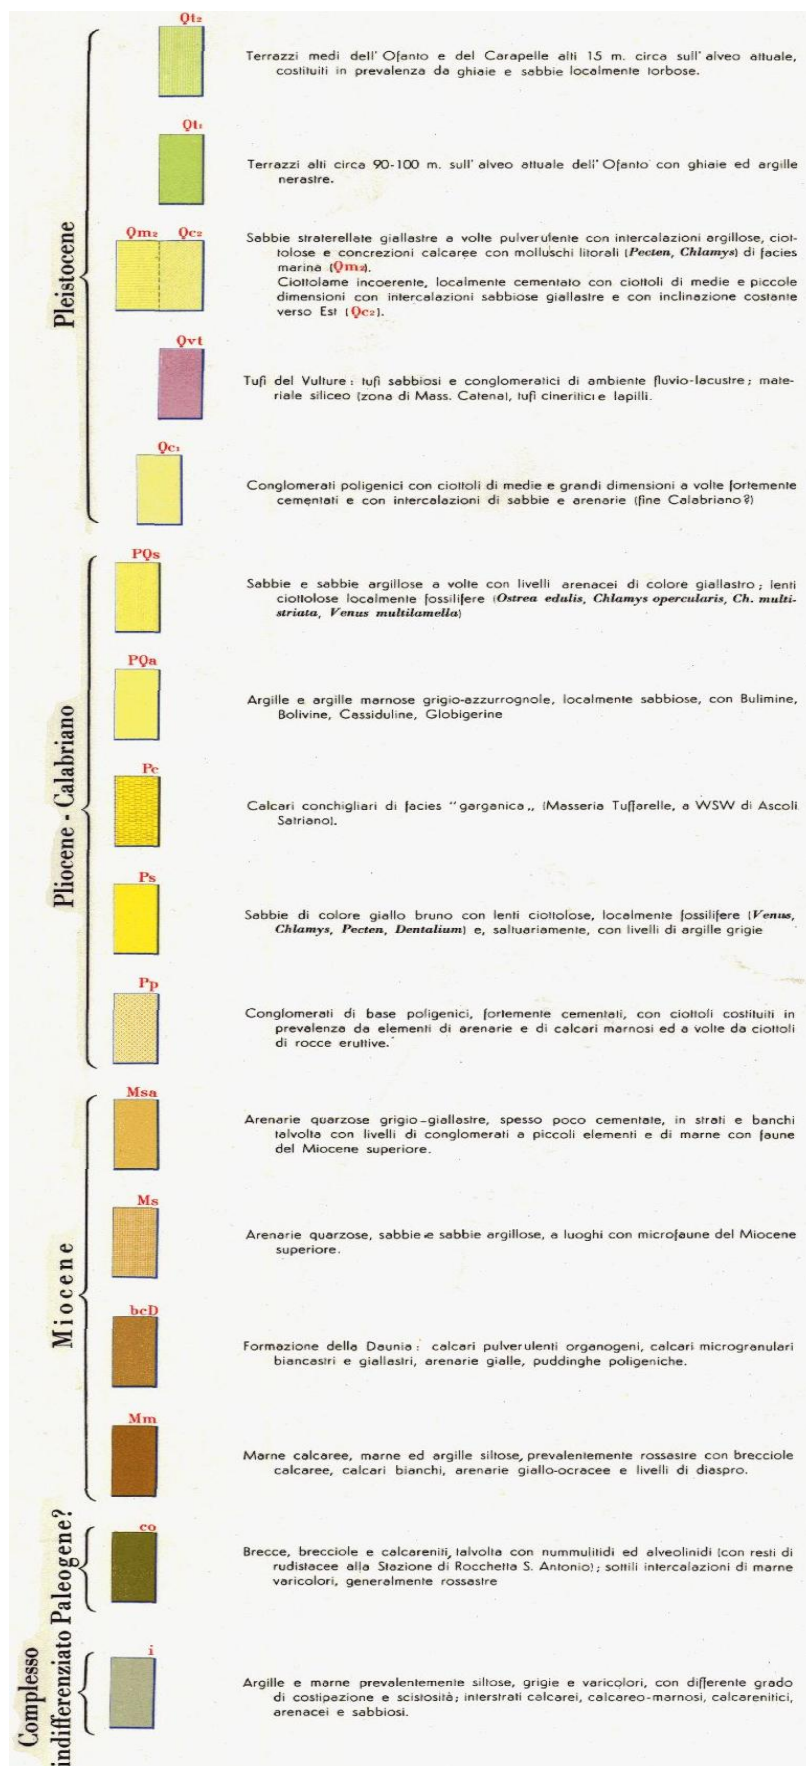 Qt₂
Terrazzi medi dell' Ofanto e del Carapelle alti 15 m. circa sull' alveo attuale,
costituiti in prevalenza da ghiaie e sabbie localmente torbose.
Qt₁
Terrazzi alti circa 90-100 m. sull' alveo attuale dell' Ofanto con ghiaie ed argille
nerastre.
Qm₂ Qc₂
Sabbie straterellate giallastre a volte pulverulente con intercalazioni argillose, ciot-
tolose e concrezioni calcaree con molluschi litorali (Pecten, Chlamys) di facies
marina (Qm₂).
Ciottolame incoerente, localmente cementato con ciottoli di medie e piccole
dimensioni con intercalazioni sabbiose giallastre e con inclinazione costante
verso Est (Qc₂).
Pleistocene
Qvt
Tufi del Vulture : tufi sabbiosi e conglomeratici di ambiente fluvio-lacustre ; mate-
riale siliceo (zona di Mass. Catena), tufi cineritici e lapilli.
Qc₁
Conglomerati poligenici con ciottoli di medie e grandi dimensioni a volte fortemente
cementati e con intercalazioni di sabbie e arenarie (fine Calabriano ?)
PQs
Sabbie e sabbie argillose a volte con livelli arenacei di colore giallastro ; lenti
ciottolose localmente fossilifere (Ostrea edulis, Chlamys opercularis, Ch. multi-
striata, Venus multilamella)
PQa
Argille e argille marnose grigio-azzurrognole, localmente sabbiose, con Bulimine,
Bolivine, Cassiduline, Globigerine
Pliocene - Calabriano
Pc
Calcari conchigliari di facies " garganica „ (Masseria Tuffarelle, a WSW di Ascoli
Satriano).
Ps
Sabbie di colore giallo bruno con lenti ciottolose, localmente fossilifere (Venus,
Chlamys, Pecten, Dentalium) e, saltuariamente, con livelli di argille grigie
Pp
Conglomerati di base poligenici, fortemente cementati, con ciottoli costituiti in
prevalenza da elementi di arenarie e di calcari marnosi ed a volte da ciottoli
di rocce eruttive.
Msa
Arenarie quarzose grigio-giallastre, spesso poco cementate, in strati e banchi
talvolta con livelli di conglomerati a piccoli elementi e di marne con faune
del Miocene superiore.
Ms
Arenarie quarzose, sabbie e sabbie argillose, a luoghi con microfaune del Miocene
superiore.
Miocene
bcD
Formazione della Daunia : calcari pulverulenti organogeni, calcari microgranulari
biancastri e giallastri, arenarie gialle, puddinghe poligeniche.
Mm
Marne calcaree, marne ed argille siltose, prevalentemente rossastre con brecciole
calcaree, calcari bianchi, arenarie giallo-ocracee e livelli di diaspro.
Paleogene?
co
Brecce, brecciole e calcareniti, talvolta con nummulitidi ed alveolinidi (con resti di
rudistacee alla Stazione di Rocchetta S. Antonio) ; sottili intercalazioni di marne
varicolori, generalmente rossastre
Complesso
indifferenziato
i
Argille e marne prevalentemente siltose, grigie e varicolori, con differente grado
di costipazione e scistosità; interstrati calcarei, calcareo-marnosi, calcarenitici,
arenacei e sabbiosi.